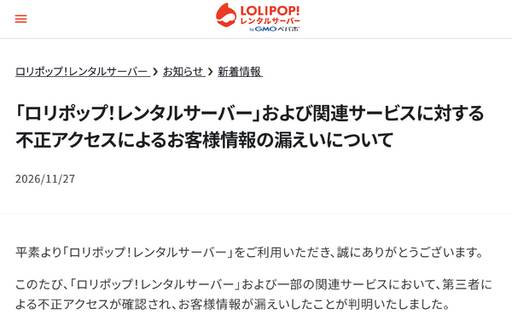 LOLIPOP!
レンタルサーバー
by GMOペパボ
ロリポップ！レンタルサーバー > お知らせ > 新着情報
「ロリポップ！レンタルサーバー」および関連サービスに対する
不正アクセスによるお客様情報の漏えいについて
2026/11/27
平素より「ロリポップ！レンタルサーバー」をご利用いただき、誠にありがとうございます。
このたび、「ロリポップ！レンタルサーバー」および一部の関連サービスにおいて、第三者に
よる不正アクセスが確認され、お客様情報が漏えいしたことが判明いたしました。